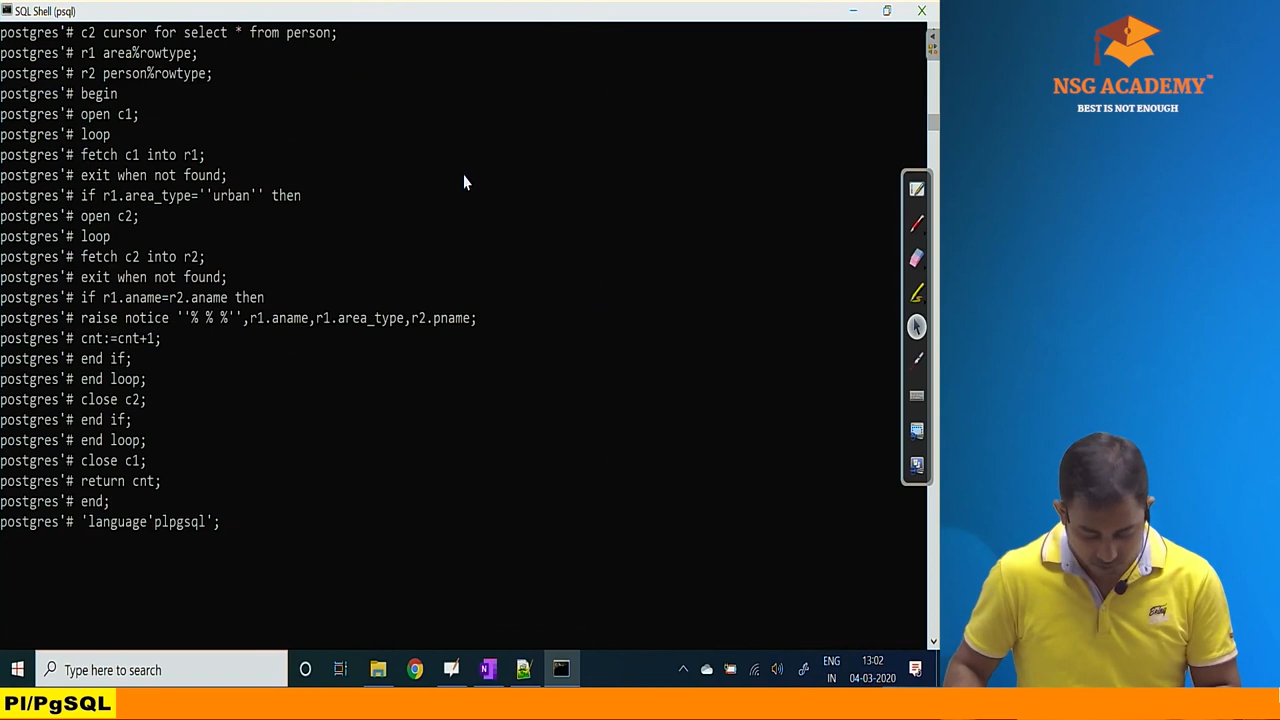 SQL Shell (psql)
postgres'# c2 cursor for select * from person;
postgres'# r1 area%rowtype;
postgres'# r2 person%rowtype;
postgres'# begin
postgres'# open c1;
postgres'# loop
postgres'# fetch c1 into r1;
postgres'# exit when not found;
postgres'# if r1.area_type=''urban'' then
postgres'# open c2;
postgres'# loop
postgres'# fetch c2 into r2;
postgres'# exit when not found;
postgres'# if r1.aname=r2.aname then
postgres'# raise notice ''% % %'',r1.aname,r1.area_type,r2.pname;
postgres'# cnt:=cnt+1;
postgres'# end if;
postgres'# end loop;
postgres'# close c2;
postgres'# end if;
postgres'# end loop;
postgres'# close c1;
postgres'# return cnt;
postgres'# end;
postgres'# 'language'plpgsql';
NSG ACADEMY™
BEST IS NOT ENOUGH
Type here to search
ENG
IN
13:02
04-03-2020
Pl/PgSQL